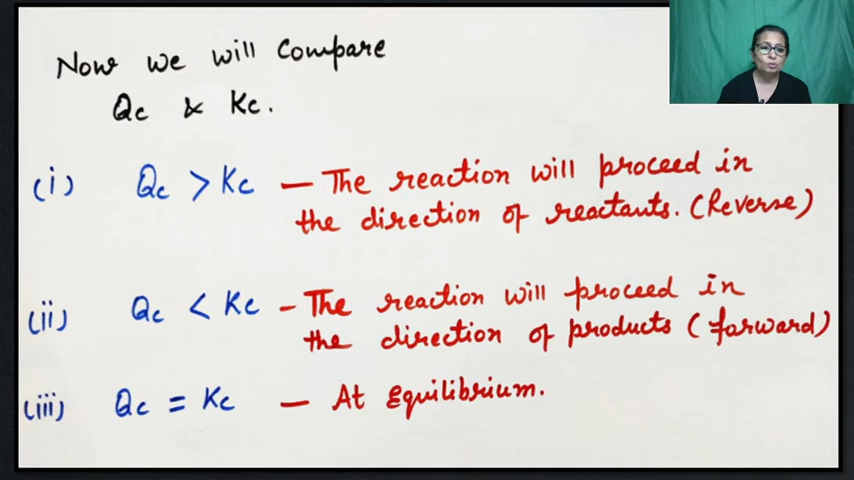 Now we will compare
Qc & Kc.
(i) Qc > Kc — The reaction will proceed in
the direction of reactants. (Reverse)
(ii) Qc < Kc - The reaction will proceed in
the direction of products (forward)
(iii) Qc = Kc — At Equilibrium.